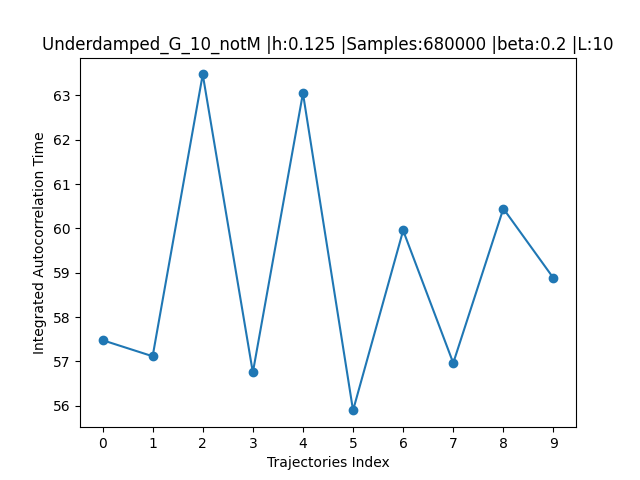 Underdamped_G_10_notM |h:0.125 |Samples:680000 |beta:0.2 |L:10
63
62
61
60
59
58
57
56
Integrated Autocorrelation Time
0 1 2 3 4 5 6 7 8 9
Trajectories Index